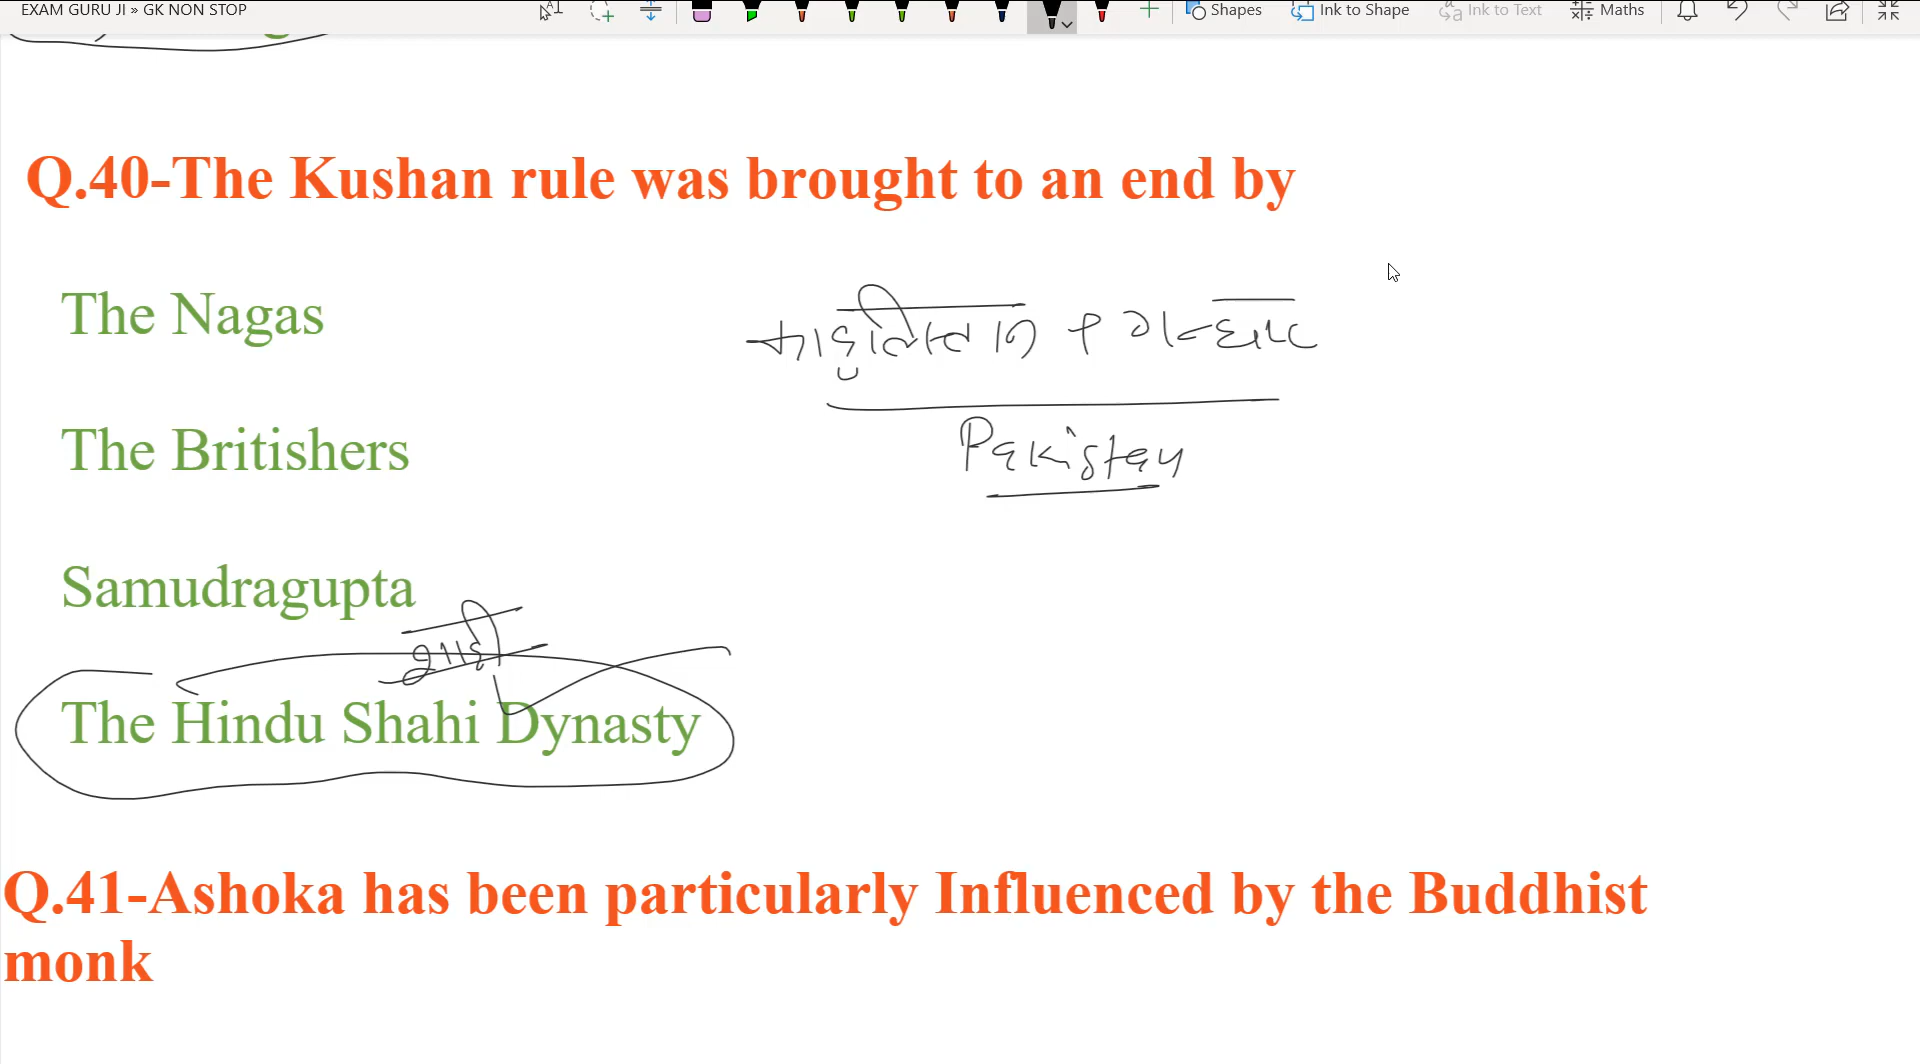 EXAM GURU JI » GK NON STOP
Shapes Ink to Shape Ink to Text Maths
Q.40-The Kushan rule was brought to an end by
The Nagas
The Britishers
Pakistan
Samudragupta
शाही
The Hindu Shahi Dynasty
Q.41-Ashoka has been particularly Influenced by the Buddhist
monk